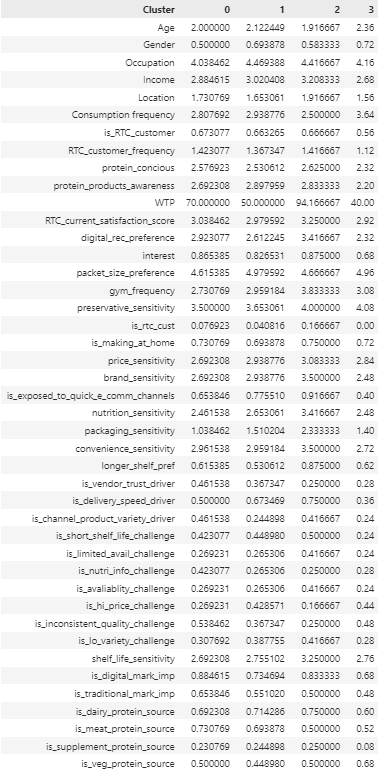 Cluster 0 1 2 3
Age 2.000000 2.122449 1.916667 2.36
Gender 0.500000 0.693878 0.583333 0.72
Occupation 4.038462 4.469388 4.416667 4.16
Income 2.884615 3.020408 3.208333 2.68
Location 1.730769 1.653061 1.916667 1.56
Consumption frequency 2.807692 2.938776 2.500000 3.64
is_RTC_customer 0.673077 0.663265 0.666667 0.56
RTC_customer_frequency 1.423077 1.367347 1.416667 1.12
protein_concious 2.576923 2.530612 2.625000 2.32
protein_products_awareness 2.692308 2.897959 2.833333 2.20
WTP 70.000000 50.000000 94.166667 40.00
RTC_current_satisfaction_score 3.038462 2.979592 3.250000 2.92
digital_rec_preference 2.923077 2.612245 3.416667 2.32
interest 0.865385 0.826531 0.875000 0.68
packet_size_preference 4.615385 4.979592 4.666667 4.96
gym_frequency 2.730769 2.959184 3.833333 3.08
preservative_sensitivity 3.500000 3.653061 4.000000 4.08
is_rtc_cust 0.076923 0.040816 0.166667 0.00
is_making_at_home 0.730769 0.693878 0.750000 0.72
price_sensitivity 2.692308 2.938776 3.083333 2.84
brand_sensitivity 2.692308 2.938776 3.500000 2.48
is_exposed_to_quick_e_comm_channels 0.653846 0.775510 0.916667 0.40
nutrition_sensitivity 2.461538 2.653061 3.416667 2.48
packaging_sensitivity 1.038462 1.510204 2.333333 1.40
convenience_sensitivity 2.961538 2.959184 3.500000 2.72
longer_shelf_pref 0.615385 0.530612 0.875000 0.62
is_vendor_trust_driver 0.461538 0.367347 0.250000 0.28
is_delivery_speed_driver 0.500000 0.673469 0.750000 0.36
is_channel_product_variety_driver 0.461538 0.244898 0.416667 0.24
is_short_shelf_life_challenge 0.423077 0.448980 0.500000 0.24
is_limited_avail_challenge 0.269231 0.265306 0.416667 0.24
is_nutri_info_challenge 0.423077 0.265306 0.250000 0.28
is_avaliablity_challenge 0.269231 0.265306 0.416667 0.24
is_hi_price_challenge 0.269231 0.428571 0.166667 0.44
is_inconsistent_quality_challenge 0.538462 0.367347 0.250000 0.48
is_lo_variety_challenge 0.307692 0.387755 0.416667 0.28
shelf_life_sensitivity 2.692308 2.755102 3.250000 2.76
is_digital_mark_imp 0.884615 0.734694 0.833333 0.68
is_traditional_mark_imp 0.653846 0.551020 0.500000 0.48
is_dairy_protein_source 0.692308 0.714286 0.750000 0.60
is_meat_protein_source 0.730769 0.693878 0.500000 0.52
is_supplement_protein_source 0.230769 0.244898 0.250000 0.08
is_veg_protein_source 0.500000 0.448980 0.500000 0.68